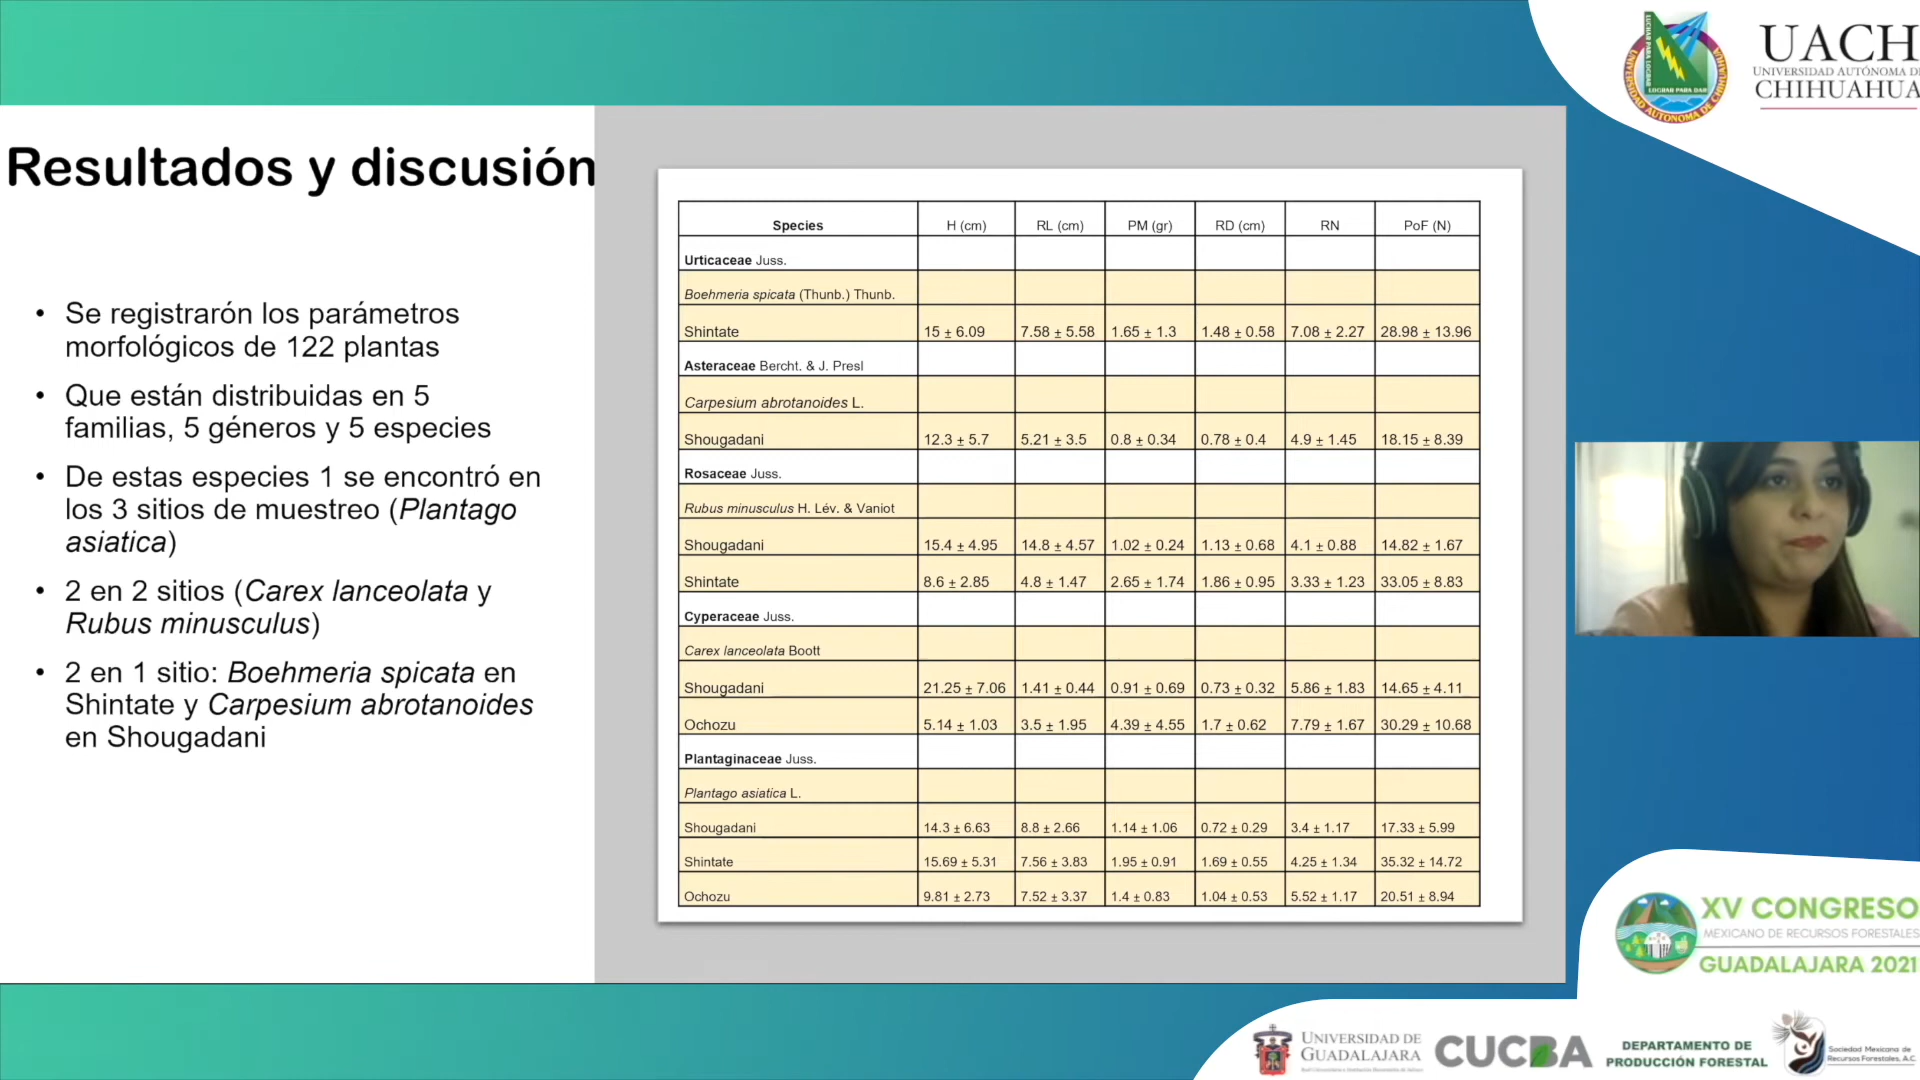 UACH
UNIVERSIDAD AUTÓNOMA DE
CHIHUAHUA
LUCHAR PARA LOGRAR
LOGRAR PARA DAR
UNIVERSIDAD AUTONOMA DE CHIHUAHUA
Resultados y discusión
• Se registrarón los parámetros
morfológicos de 122 plantas
• Que están distribuidas en 5
familias, 5 géneros y 5 especies
• De estas especies 1 se encontró en
los 3 sitios de muestreo (Plantago
asiatica)
• 2 en 2 sitios (Carex lanceolata y
Rubus minusculus)
• 2 en 1 sitio: Boehmeria spicata en
Shintate y Carpesium abrotanoides
en Shougadani
Species H (cm) RL (cm) PM (gr) RD (cm) RN PoF (N)
Urticaceae Juss.
Boehmeria spicata (Thunb.) Thunb.
Shintate 15 ± 6.09 7.58 ± 5.58 1.65 ± 1.3 1.48 ± 0.58 7.08 ± 2.27 28.98 ± 13.96
Asteraceae Bercht. & J. Presl
Carpesium abrotanoides L.
Shougadani 12.3 ± 5.7 5.21 ± 3.5 0.8 ± 0.34 0.78 ± 0.4 4.9 ± 1.45 18.15 ± 8.39
Rosaceae Juss.
Rubus minusculus H. Lév. & Vaniot
Shougadani 15.4 ± 4.95 14.8 ± 4.57 1.02 ± 0.24 1.13 ± 0.68 4.1 ± 0.88 14.82 ± 1.67
Shintate 8.6 ± 2.85 4.8 ± 1.47 2.65 ± 1.74 1.86 ± 0.95 3.33 ± 1.23 33.05 ± 8.83
Cyperaceae Juss.
Carex lanceolata Boott
Shougadani 21.25 ± 7.06 1.41 ± 0.44 0.91 ± 0.69 0.73 ± 0.32 5.86 ± 1.83 14.65 ± 4.11
Ochozu 5.14 ± 1.03 3.5 ± 1.95 4.39 ± 4.55 1.7 ± 0.62 7.79 ± 1.67 30.29 ± 10.68
Plantaginaceae Juss.
Plantago asiatica L.
Shougadani 14.3 ± 6.63 8.8 ± 2.66 1.14 ± 1.06 0.72 ± 0.29 3.4 ± 1.17 17.33 ± 5.99
Shintate 15.69 ± 5.31 7.56 ± 3.83 1.95 ± 0.91 1.69 ± 0.55 4.25 ± 1.34 35.32 ± 14.72
Ochozu 9.81 ± 2.73 7.52 ± 3.37 1.4 ± 0.83 1.04 ± 0.53 5.52 ± 1.17 20.51 ± 8.94
XV CONGRESO
MEXICANO DE RECURSOS FORESTALES
GUADALAJARA 2021
UNIVERSIDAD DE
GUADALAJARA
CUCBA
DEPARTAMENTO DE
PRODUCCIÓN FORESTAL
Sociedad Mexicana de
Recursos Forestales, A.C.